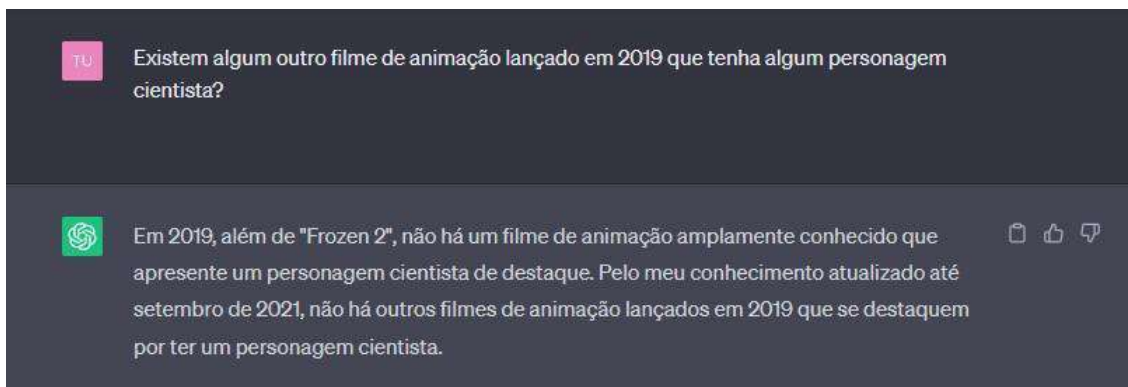 TU
Existem algum outro filme de animação lançado em 2019 que tenha algum personagem
cientista?
Em 2019, além de "Frozen 2", não há um filme de animação amplamente conhecido que
apresente um personagem cientista de destaque. Pelo meu conhecimento atualizado até
setembro de 2021, não há outros filmes de animação lançados em 2019 que se destaquem
por ter um personagem cientista.